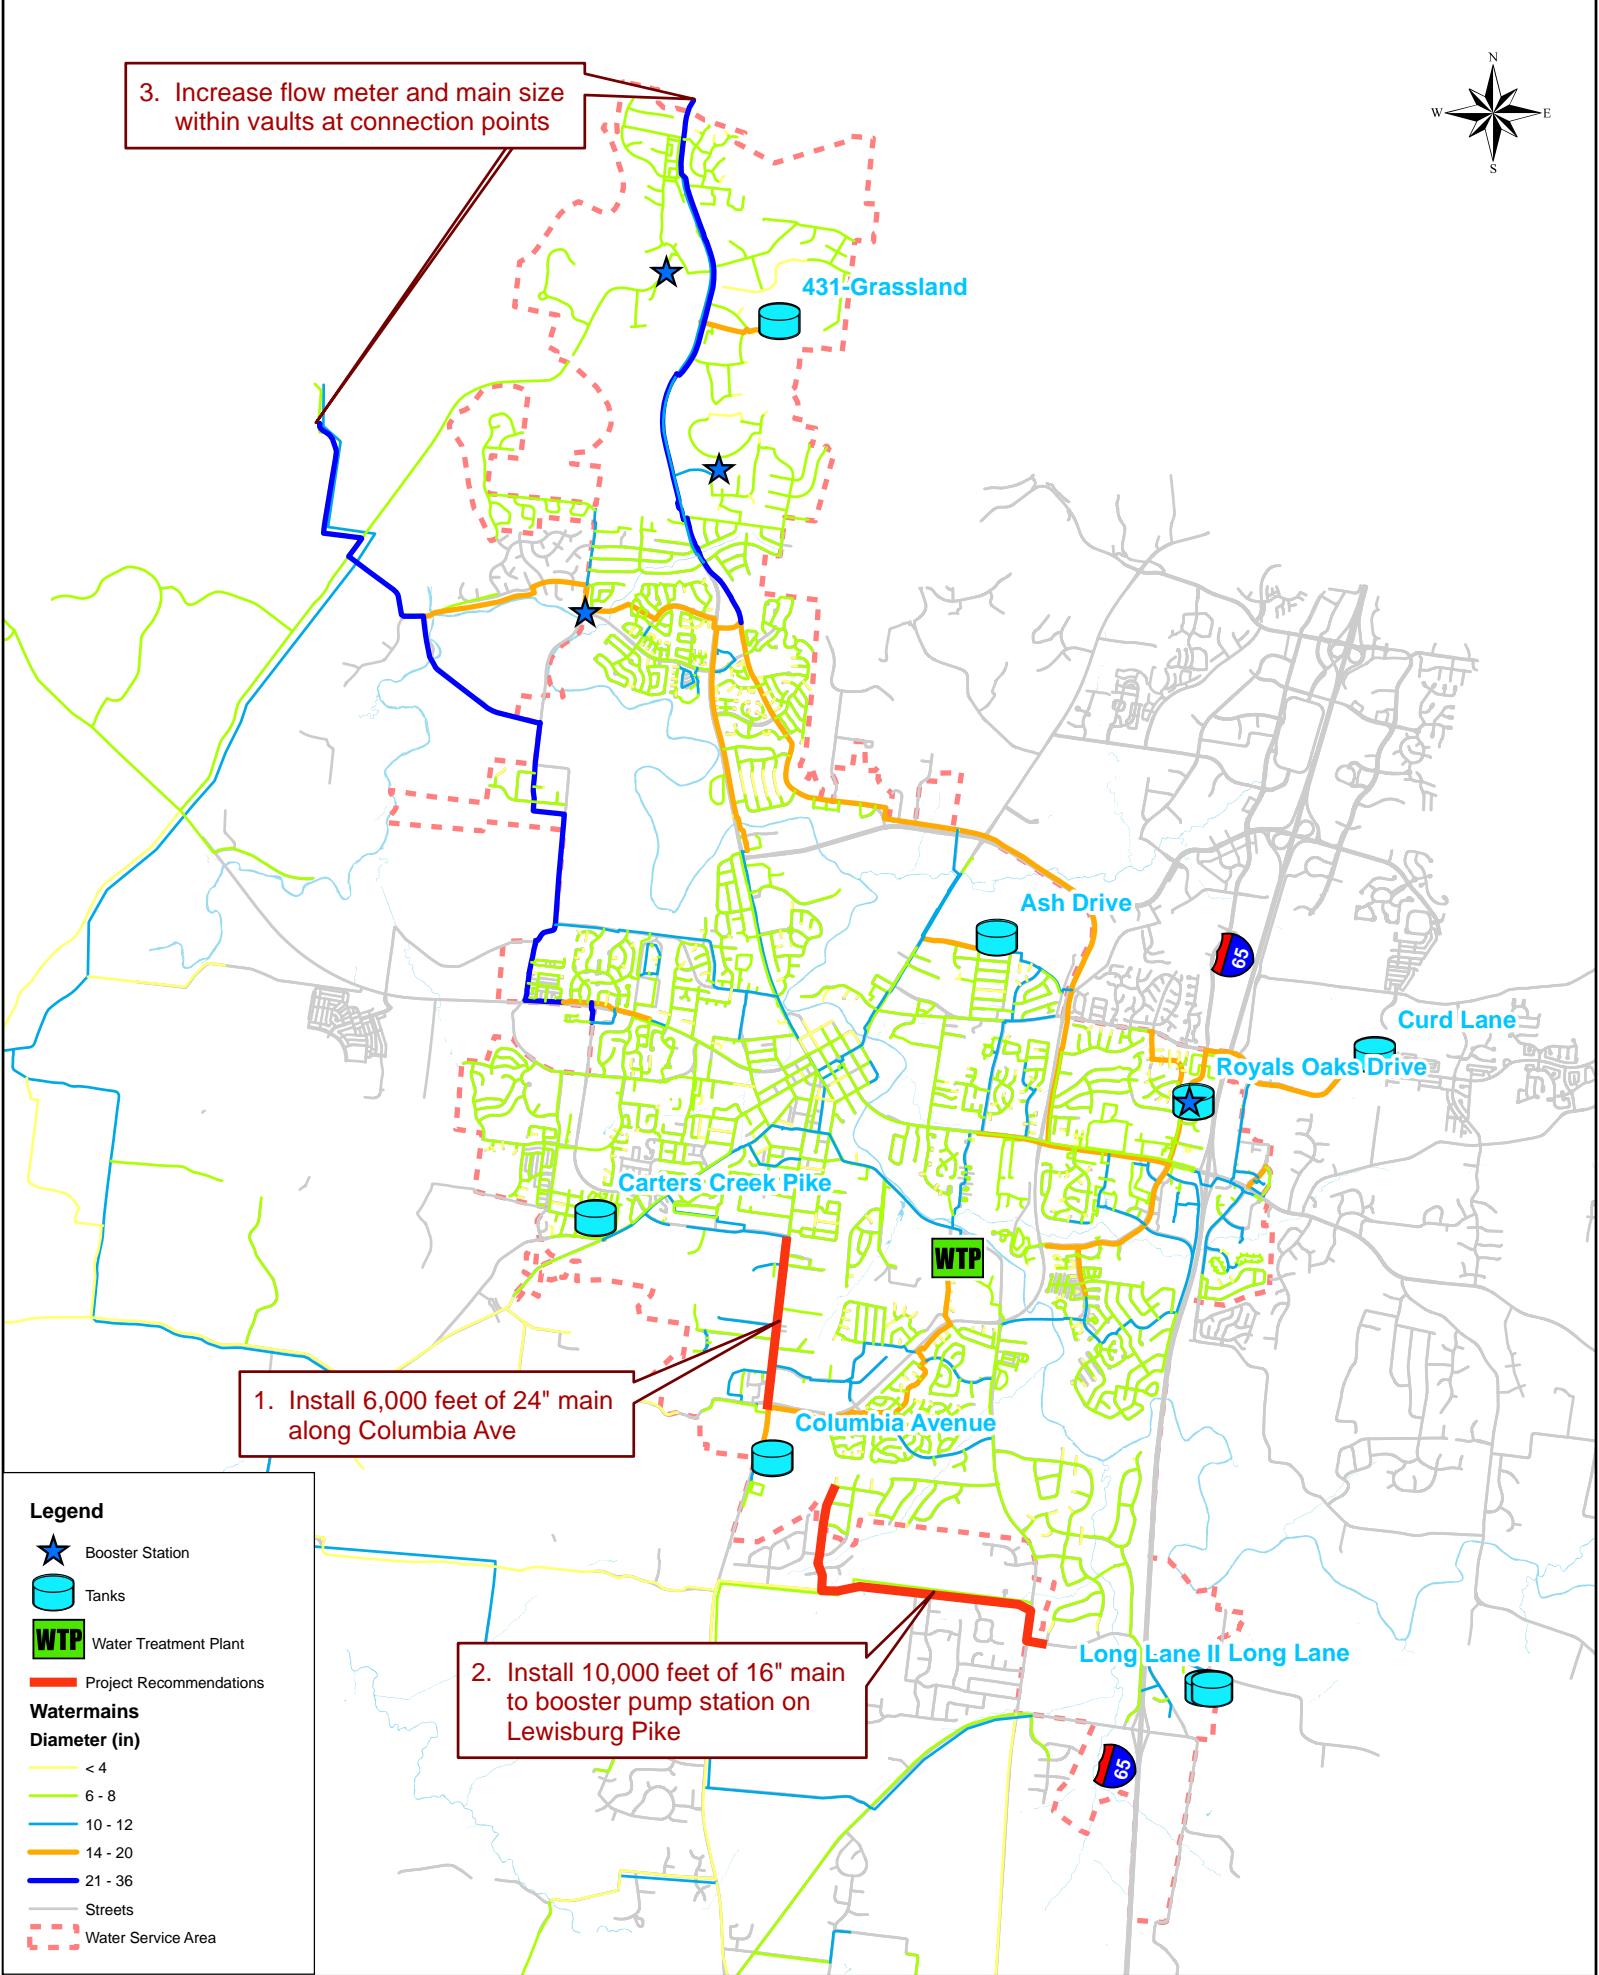 N
W
E
S
3. Increase flow meter and main size
within vaults at connection points
431-Grassland
Ash Drive
65
Curd Lane
Royals Oaks Drive
Carters Creek Pike
WTP
1. Install 6,000 feet of 24" main
along Columbia Ave
Columbia Avenue
2. Install 10,000 feet of 16" main
to booster pump station on
Lewisburg Pike
Long Lane II Long Lane
65
Legend
Booster Station
Tanks
WTP Water Treatment Plant
Project Recommendations
Watermains
Diameter (in)
< 4
6 - 8
10 - 12
14 - 20
21 - 36
Streets
Water Service Area